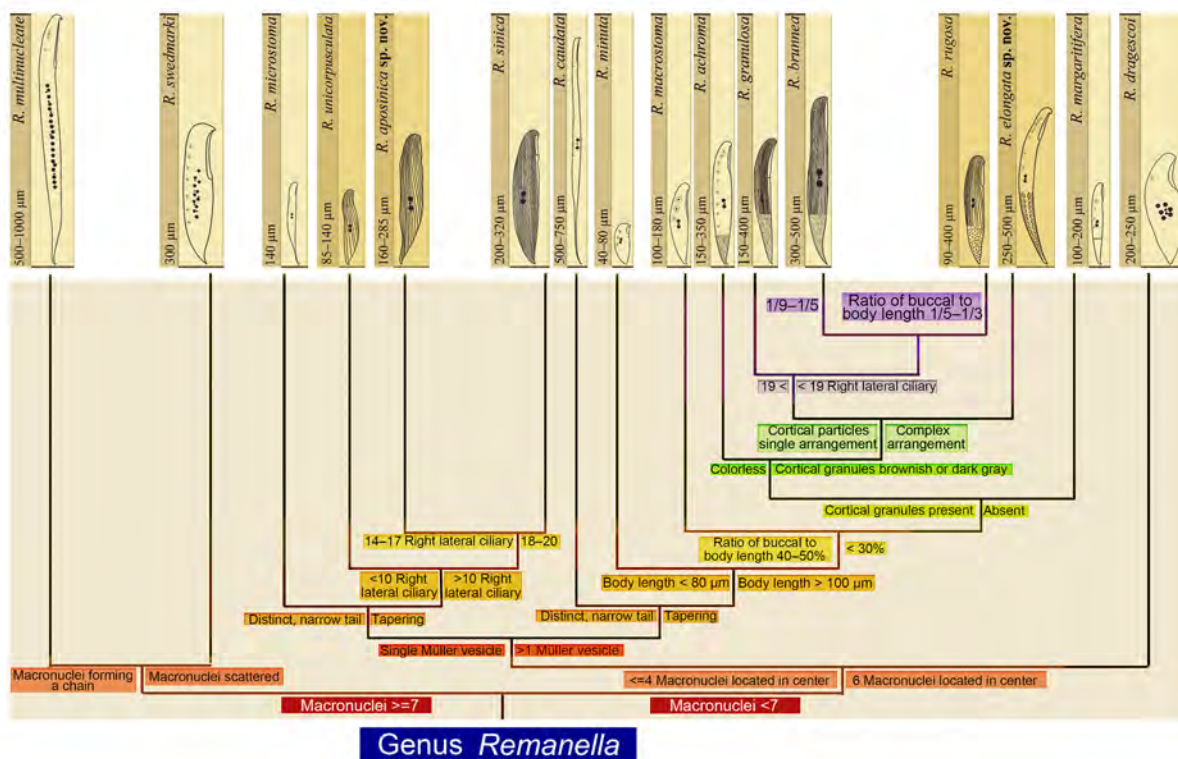 R. multinucleate
500–1000 µm
R. swedmarki
300 µm
R. microstoma
140 µm
R. unicorpusculata
85–140 µm
R. aposinica sp. nov.
160–285 µm
R. sinica
200–320 µm
R. caudata
500–750 µm
R. minua
40–80 µm
R. macrostoma
100–180 µm
R. achroma
150–350 µm
R. granulosa
150–400 µm
R. brunnea
300–500 µm
R. rugosa
90–400 µm
R. elongata sp. nov.
250–500 µm
R. margaritifera
100–200 µm
R. dragescoi
200–250 µm
1/9–1/5
Ratio of buccal to
body length 1/5–1/3
19 <
< 19 Right lateral ciliary
Cortical particles
single arrangement
Complex
arrangement
Colorless
Cortical granules brownish or dark gray
Cortical granules present
Absent
14–17 Right lateral ciliary
18–20
Ratio of buccal to
body length 40–50%
< 30%
<10 Right
lateral ciliary
>10 Right
lateral ciliary
Body length < 80 µm
Body length > 100 µm
Distinct, narrow tail
Tapering
Distinct, narrow tail
Tapering
Single Müller vesicle
>1 Müller vesicle
Macronuclei forming
a chain
Macronuclei scattered
<=4 Macronuclei located in center
6 Macronuclei located in center
Macronuclei >=7
Macronuclei <7
Genus Remanella